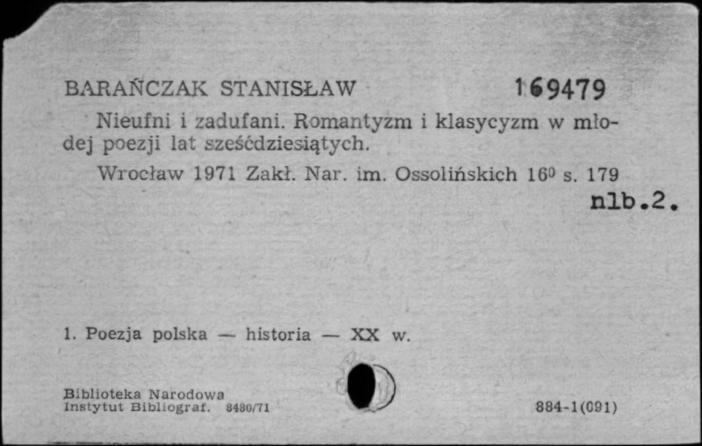 BARAŃCZAK STANISŁAW 169479
Nieufni i zadufani. Romantyzm i klasycyzm w mło-
dej poezji lat sześćdziesiątych.
Wrocław 1971 Zakł. Nar. im. Ossolińskich 16⁰ s. 179
nlb.2.
1. Poezja polska — historia — XX w.
Biblioteka Narodowa
Instytut Bibliograf. 8480/71 884-1(091)